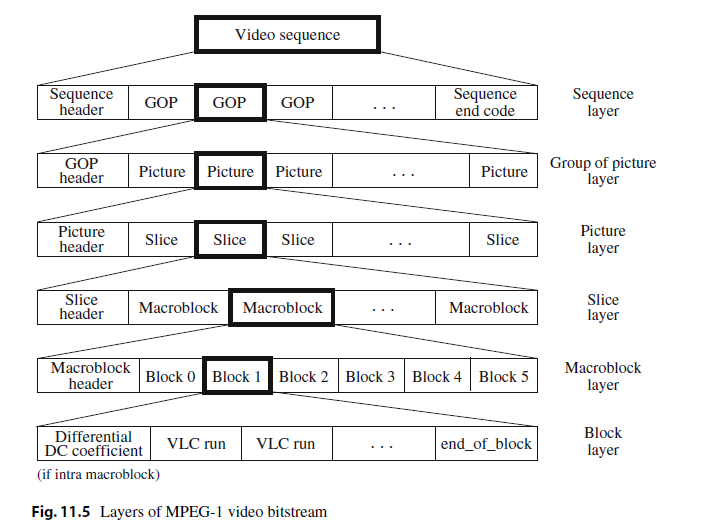 Video sequence
Sequence header GOP GOP GOP . . . Sequence end code Sequence layer
GOP header Picture Picture Picture . . . Picture Group of picture layer
Picture header Slice Slice Slice . . . Slice Picture layer
Slice header Macroblock Macroblock . . . Macroblock Slice layer
Macroblock header Block 0 Block 1 Block 2 Block 3 Block 4 Block 5 Macroblock layer
Differential DC coefficient VLC run VLC run . . . end_of_block Block layer
(if intra macroblock)
Fig. 11.5 Layers of MPEG-1 video bitstream